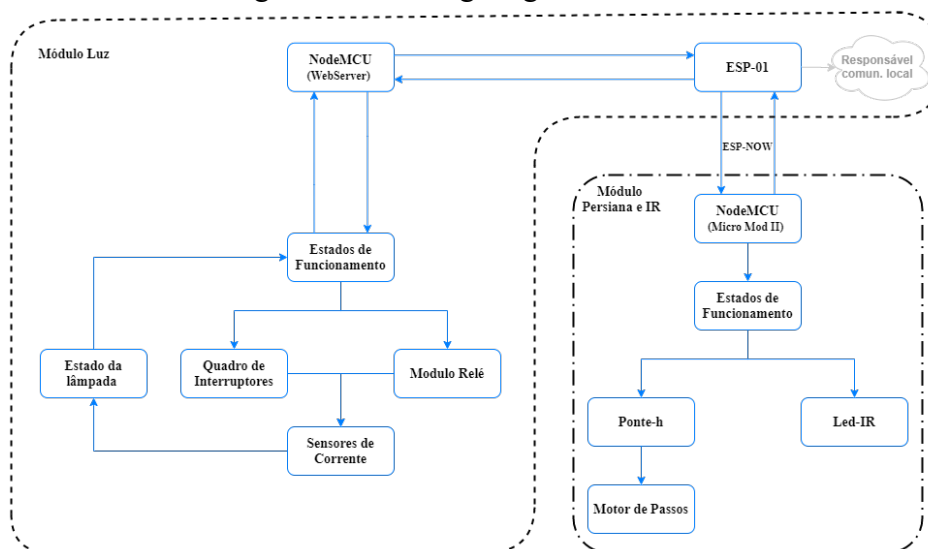 Módulo Luz
NodeMCU
(WebServer)
ESP-01
Responsável
comun. local
ESP-NOW
Módulo
Persiana e IR
NodeMCU
(Micro Mod II)
Estados de
Funcionamento
Estados de
Funcionamento
Estado da
lâmpada
Quadro de
Interruptores
Modulo Relé
Ponte-h
Led-IR
Sensores de
Corrente
Motor de Passos